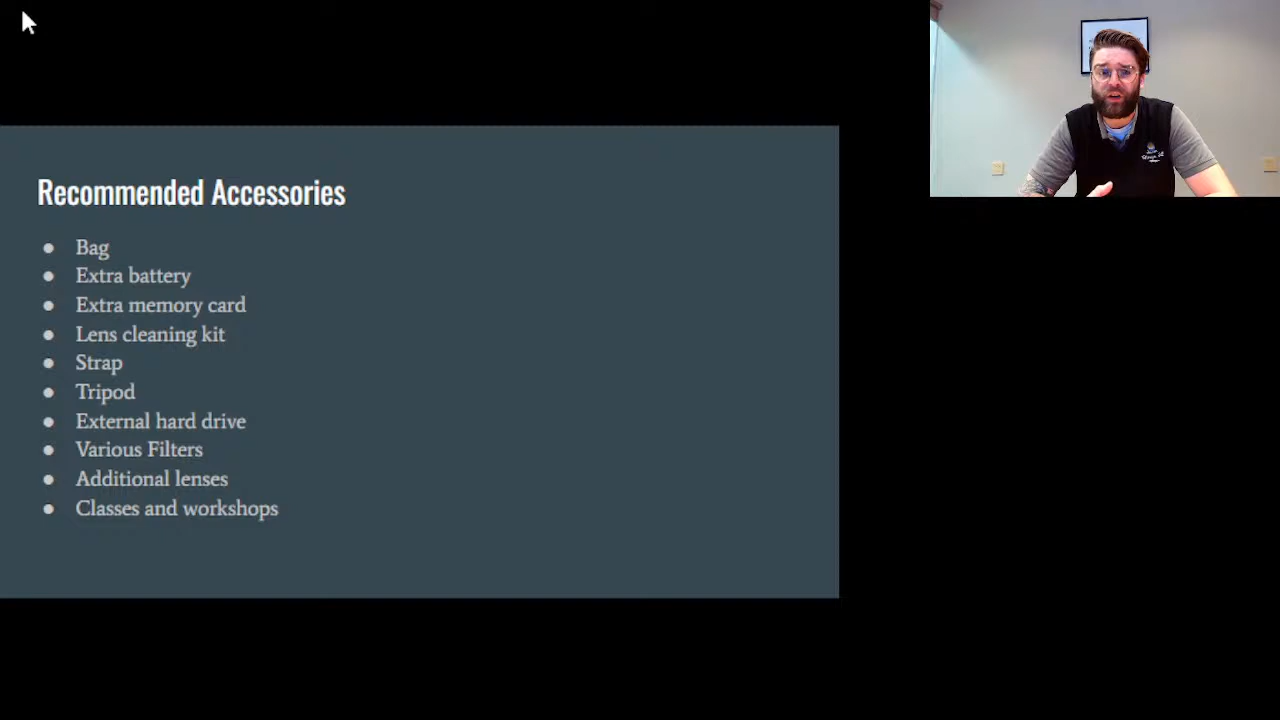 Recommended Accessories
● Bag
● Extra battery
● Extra memory card
● Lens cleaning kit
● Strap
● Tripod
● External hard drive
● Various Filters
● Additional lenses
● Classes and workshops